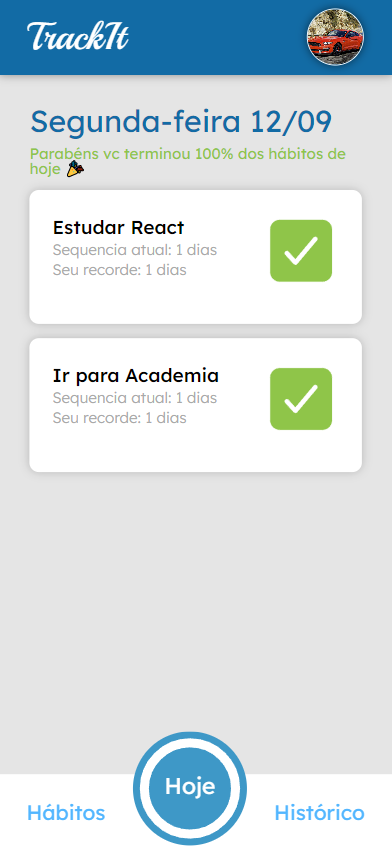 TrackIt
Segunda-feira 12/09
Parabéns vc terminou 100% dos hábitos de
hoje 🎉
Estudar React
Sequencia atual: 1 dias
Seu recorde: 1 dias
Ir para Academia
Sequencia atual: 1 dias
Seu recorde: 1 dias
Hábitos
Hoje
Histórico